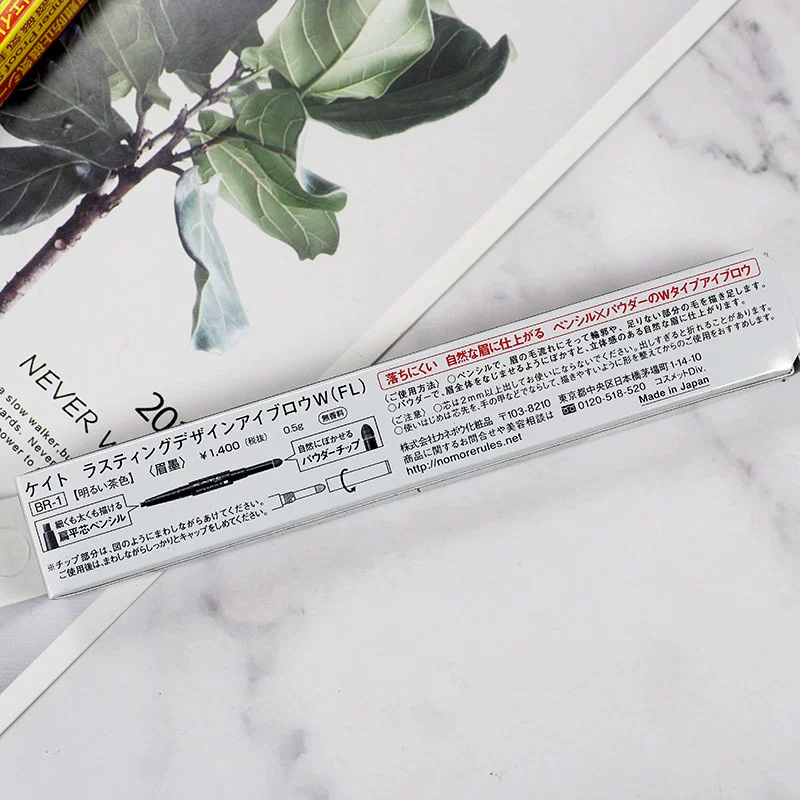 ケイト ラスティングデザインアイブロウW(FL)
BR-1 【明るい茶色】 〈眉墨〉 ￥1,400 (税抜) 0.5g 無香料
細くも太くも描ける
扁平芯ペンシル
自然にぼかせる
パウダーチップ
※チップ部分は、図のようにまわしながらあけてください。
ご使用後は、まわしながらしっかりとキャップをしめてください。
落ちにくい 自然な眉に仕上がる ペンシル×パウダーのWタイプアイブロウ
〈ご使用方法〉 ○ペンシルで、眉の毛流れにそって輪郭や、足りない部分の毛を描き足します。
○パウダーで、眉全体をなじませるようにぼかすと、立体感のある自然な眉に仕上がります。
〈ご注意〉 ○芯は2mm以上出してお使いにならないでください。出しすぎると折れることがあります。
○使いはじめは芯先を、手の甲などでならして、描きやすいように形を整えてからのご使用をおすすめします。
株式会社カネボウ化粧品 〒103-8210 東京都中央区日本橋茅場町1-14-10
商品に関するお問合せや美容相談は 0120-518-520 コスメットDiv.
http://nomorerules.net Made in Japan
NEVER
20
a slow walker, b
Never
power to